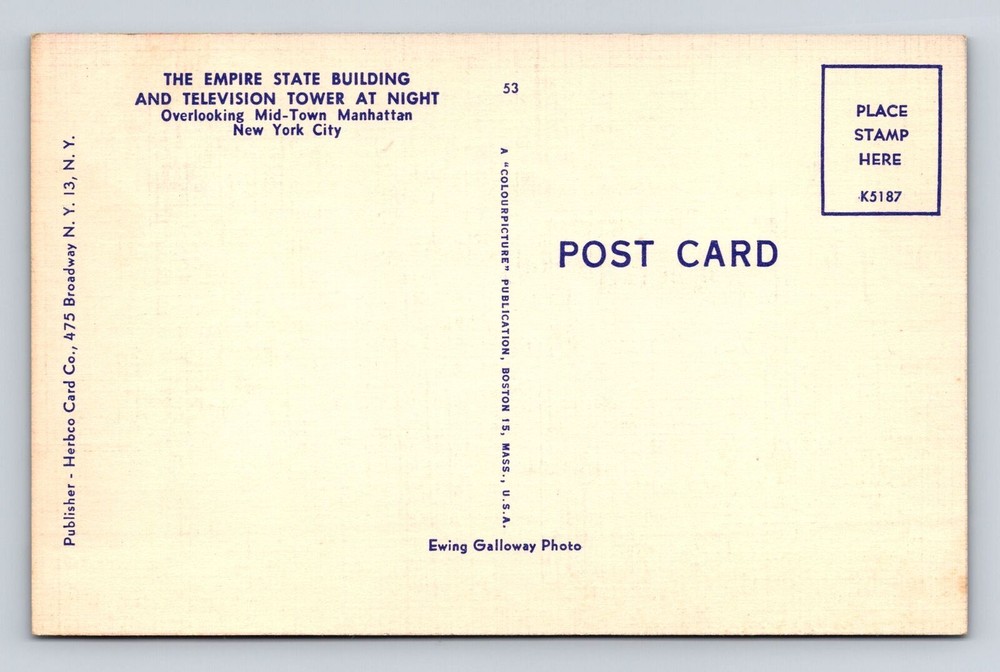 THE EMPIRE STATE BUILDING
AND TELEVISION TOWER AT NIGHT
Overlooking Mid-Town Manhattan
New York City
Publisher - Herbco Card Co., 475 Broadway N. Y. 13, N. Y.
53
A "COLOURPICTURE" PUBLICATION, BOSTON 15, MASS., U.S.A.
Ewing Galloway Photo
PLACE
STAMP
HERE
K5187
POST CARD